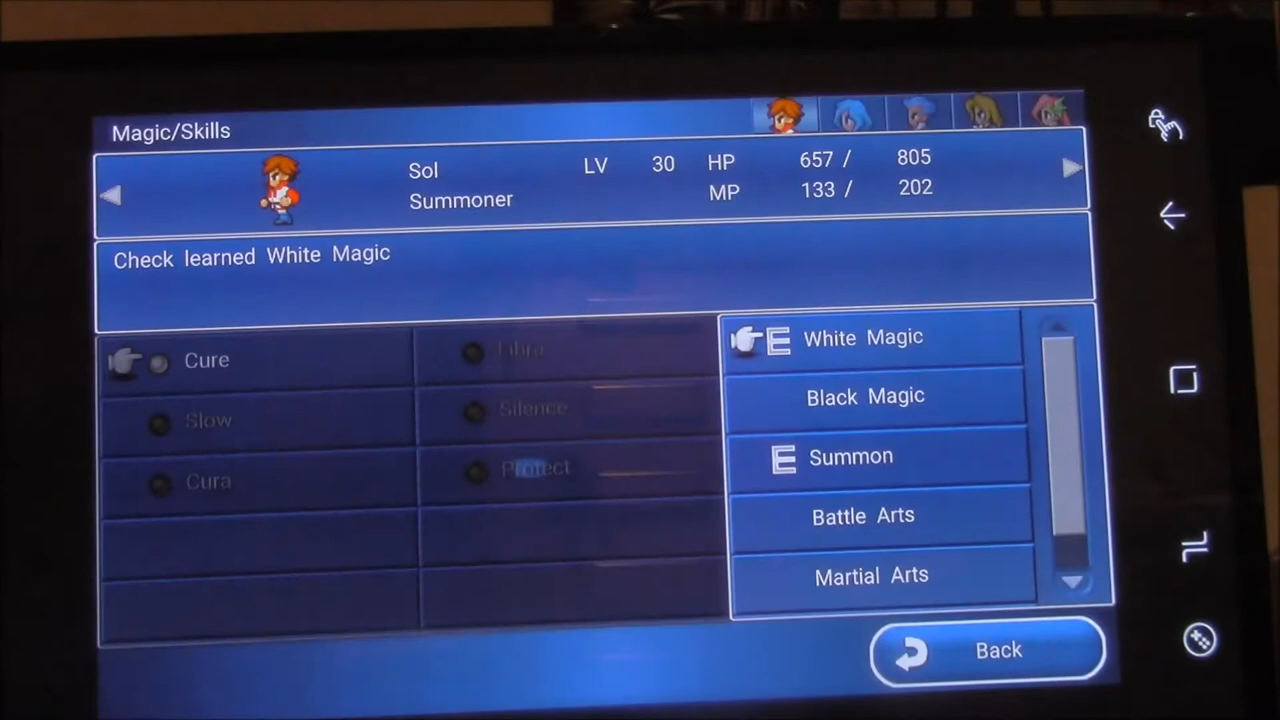 Magic/Skills
Sol LV 30 HP 657 / 805
Summoner MP 133 / 202
Check learned White Magic
Cure Libra
Slow Silence
Cura Protect
E White Magic
Black Magic
E Summon
Battle Arts
Martial Arts
Back